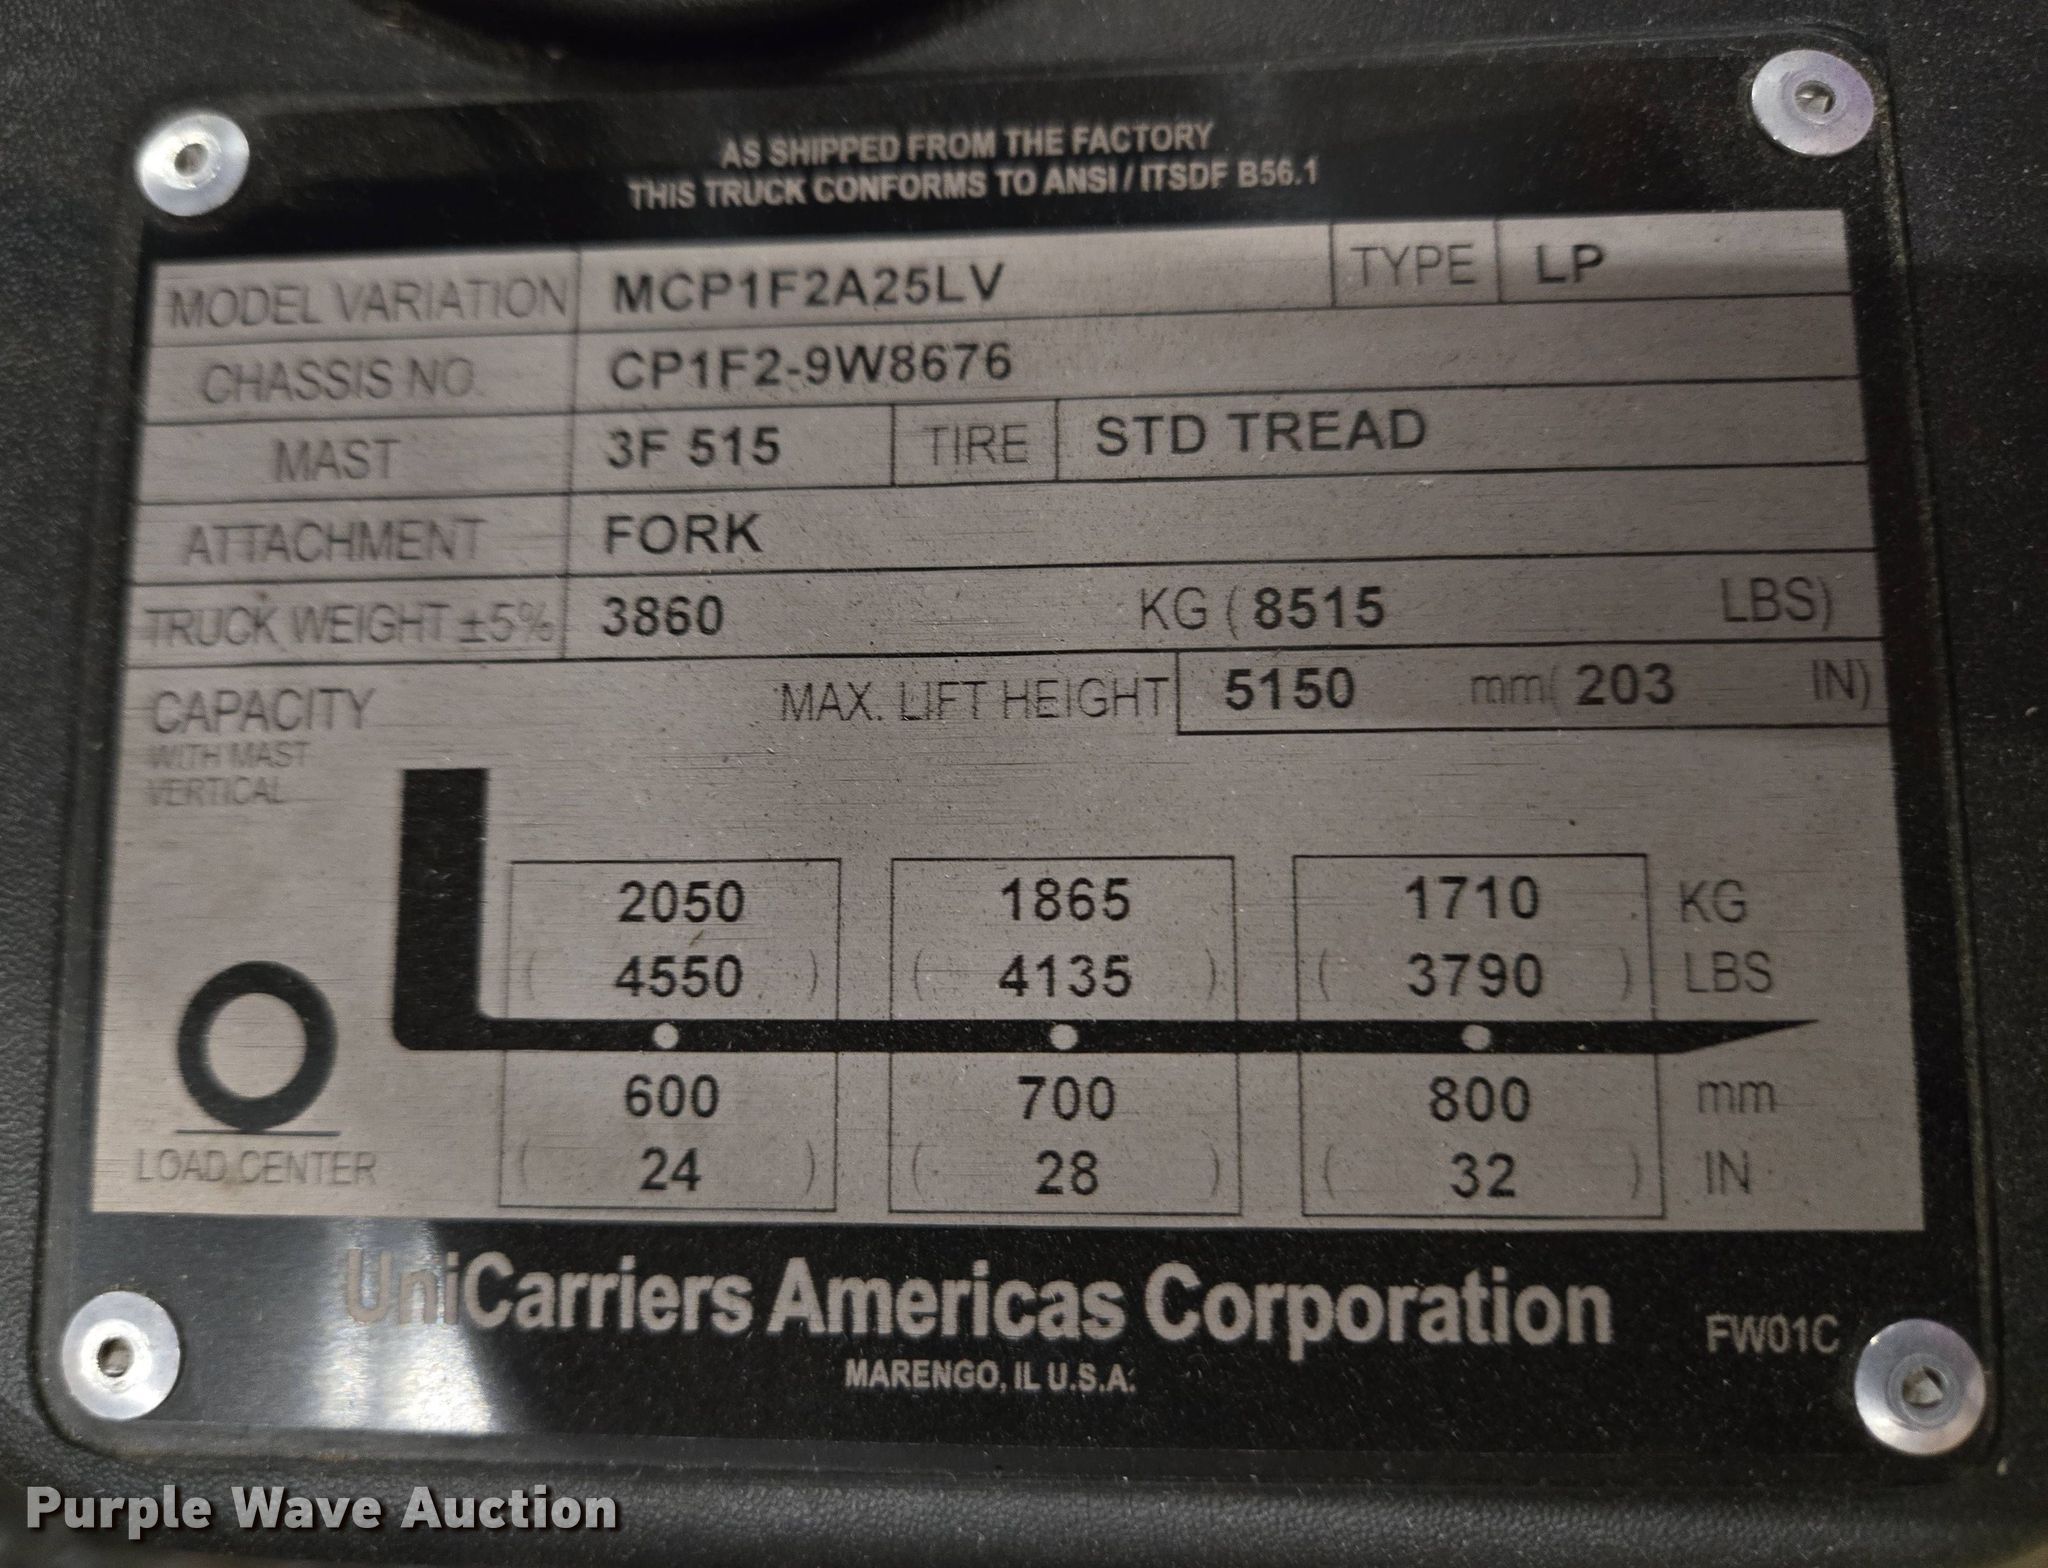 AS SHIPPED FROM THE FACTORY
THIS TRUCK CONFORMS TO ANSI / ITSDF B56.1
MODEL VARIATION MCP1F2A25LV TYPE LP
CHASSIS NO. CP1F2-9W8676
MAST 3F 515 TIRE STD TREAD
ATTACHMENT FORK
TRUCK WEIGHT ±5% 3860 KG ( 8515 LBS)
CAPACITY MAX. LIFT HEIGHT 5150 mm( 203 IN)
WITH MAST
VERTICAL
2050 1865 1710 KG
( 4550 ) ( 4135 ) ( 3790 ) LBS
600 700 800 mm
LOAD CENTER ( 24 ) ( 28 ) ( 32 ) IN
UniCarriers Americas Corporation FW01C
MARENGO, IL U.S.A.
Purple Wave Auction